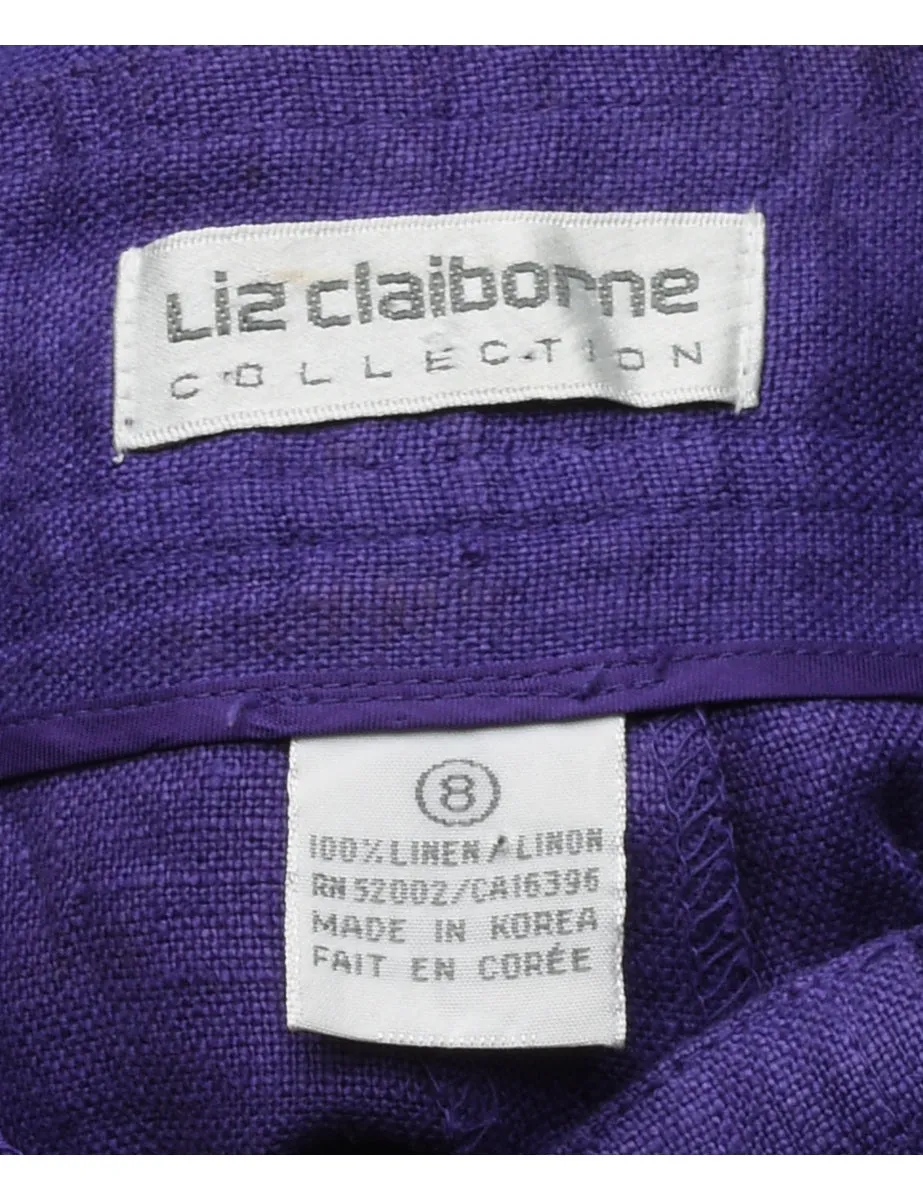 Liz claiborne
COLLECTION
8
100% LINEN / LINON
RN 52002/CA16396
MADE IN KOREA
FAIT EN CORÉE